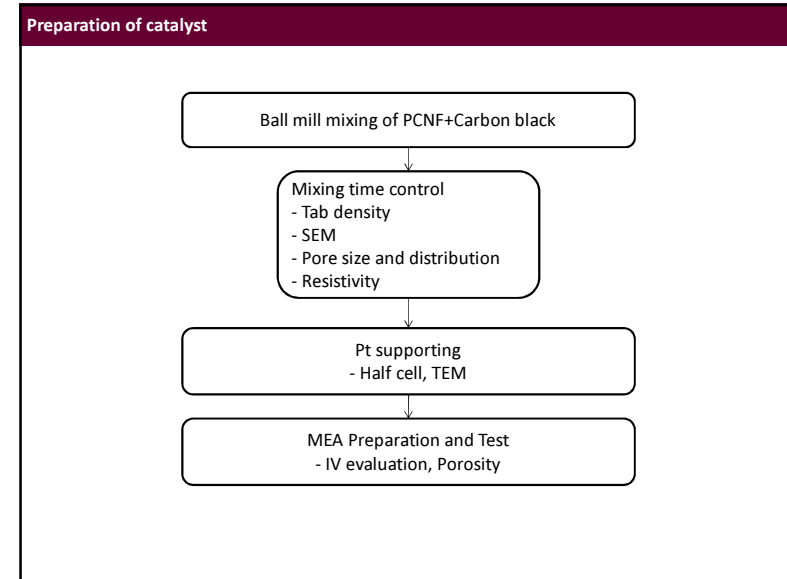 Preparation of catalyst
Ball mill mixing of PCNF+Carbon black
Mixing time control
- Tab density
- SEM
- Pore size and distribution
- Resistivity
Pt supporting
- Half cell, TEM
MEA Preparation and Test
- IV evaluation, Porosity